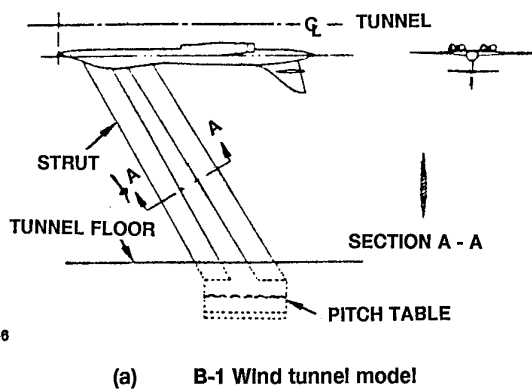 ℄ TUNNEL
STRUT
A
A
TUNNEL FLOOR
SECTION A - A
PITCH TABLE
6
(a) B-1 Wind tunnel model